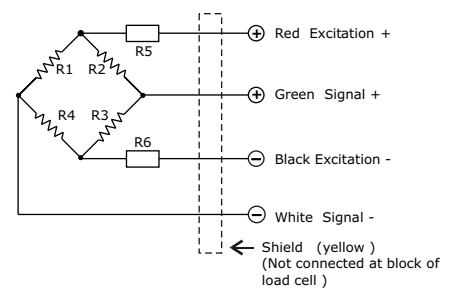 Red Excitation +
R5
R1 R2
Green Signal +
R4 R3
R6
Black Excitation -
White Signal -
Shield (yellow )
(Not connected at block of
load cell )